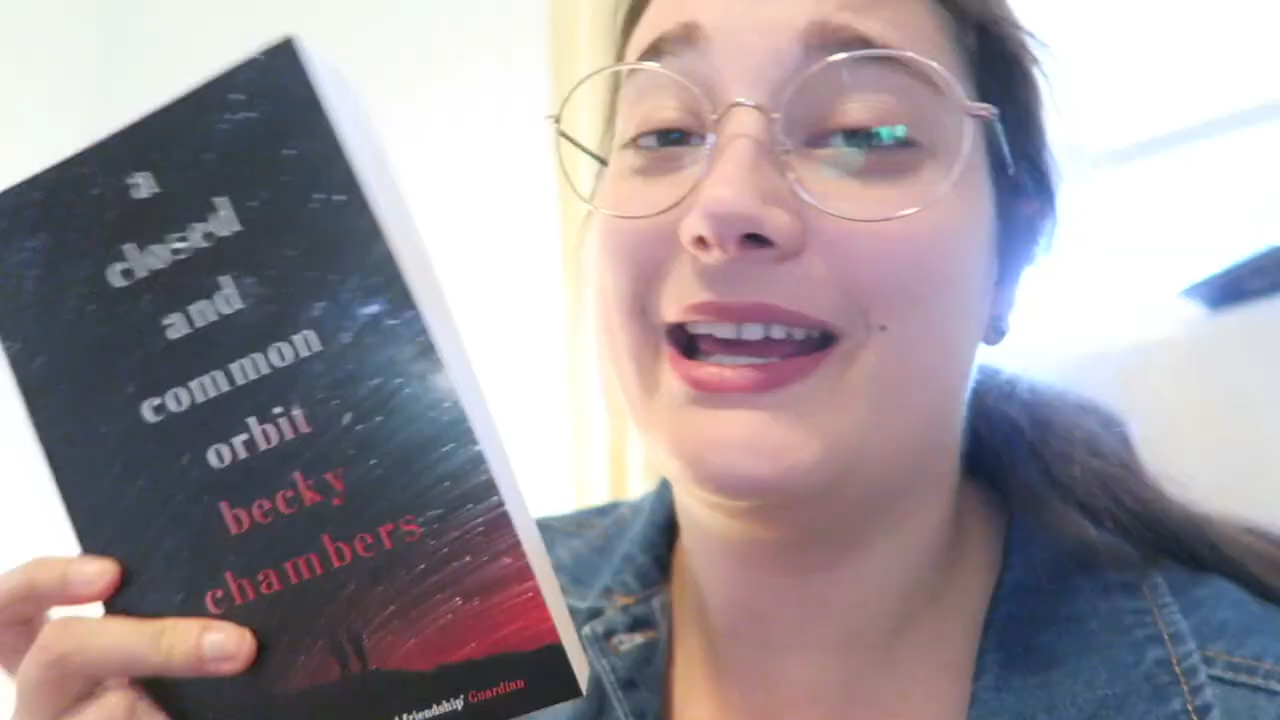 a
closed
and
common
orbit
becky
chambers
friendship' Guardian